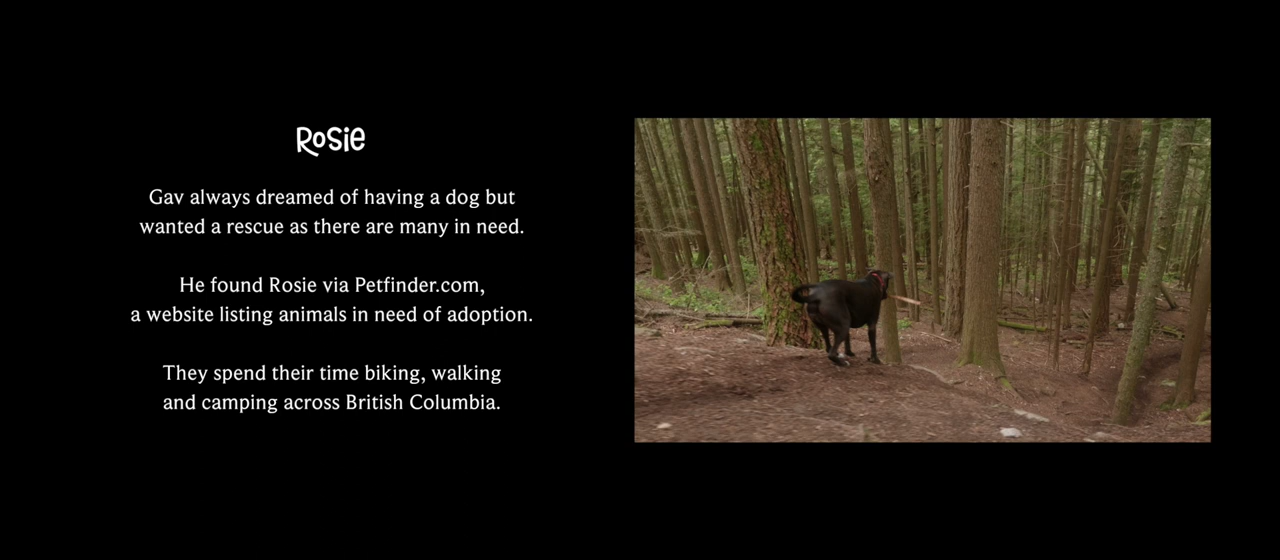 Rosie
Gav always dreamed of having a dog but
wanted a rescue as there are many in need.
He found Rosie via Petfinder.com,
a website listing animals in need of adoption.
They spend their time biking, walking
and camping across British Columbia.